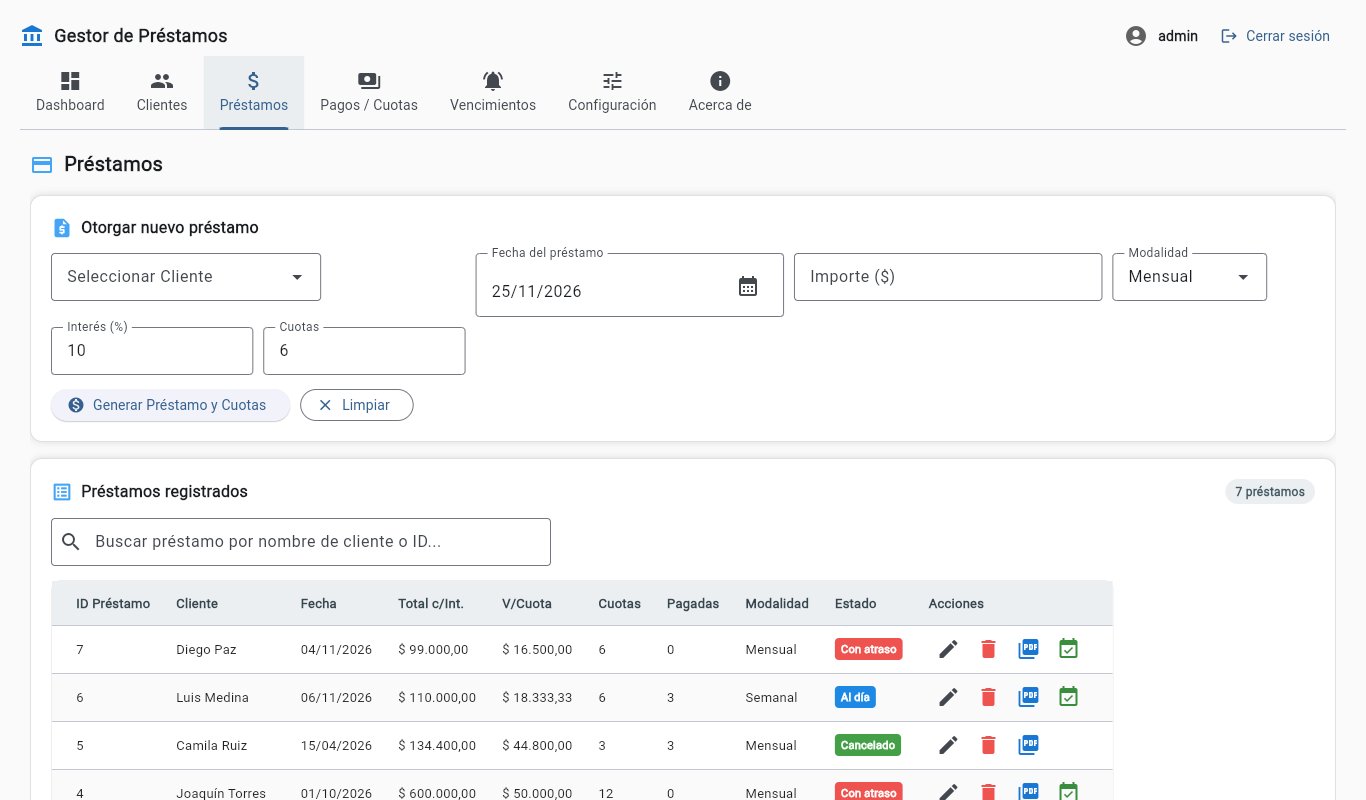 Gestor de Préstamos
admin
Cerrar sesión
Dashboard
Clientes
Préstamos
Pagos / Cuotas
Vencimientos
Configuración
Acerca de
Préstamos
Otorgar nuevo préstamo
Seleccionar Cliente
Fecha del préstamo
25/11/2026
Importe ($)
Modalidad
Mensual
Interés (%)
10
Cuotas
6
Generar Préstamo y Cuotas
Limpiar
Préstamos registrados
7 préstamos
Buscar préstamo por nombre de cliente o ID...
ID Préstamo Cliente Fecha Total c/Int. V/Cuota Cuotas Pagadas Modalidad Estado Acciones
7 Diego Paz 04/11/2026 $ 99.000,00 $ 16.500,00 6 0 Mensual Con atraso PDF
6 Luis Medina 06/11/2026 $ 110.000,00 $ 18.333,33 6 3 Semanal Al día PDF
5 Camila Ruiz 15/04/2026 $ 134.400,00 $ 44.800,00 3 3 Mensual Cancelado PDF
4 Joaquín Torres 01/10/2026 $ 600.000,00 $ 50.000,00 12 0 Mensual Con atraso PDF